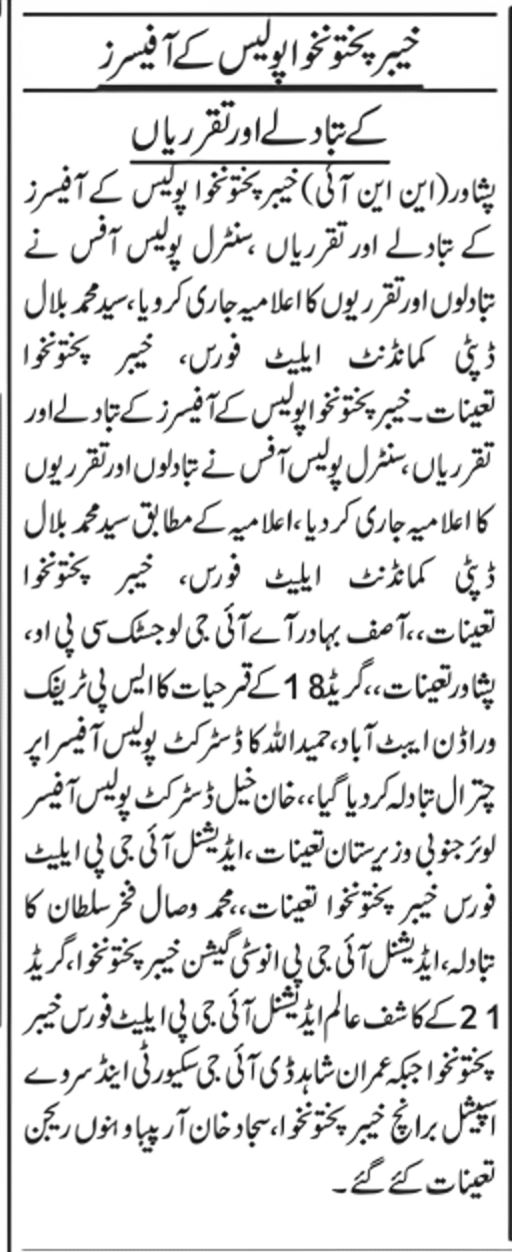 خیبر پختونخوا پولیس کے آفیسرز
کے تبادلے اور تقرریاں
پشاور (این این آئی) خیبر پختونخوا پولیس کے آفیسرز
کے تبادلے اور تقرریاں ،سنٹرل پولیس آفس نے
تبادلوں اور تقرریوں کا اعلامیہ جاری کر دیا، سید محمد بلال
ڈپٹی کمانڈنٹ ایلیٹ فورس، خیبر پختونخوا
تعینات۔ خیبر پختونخوا پولیس کے آفیسرز کے تبادلے اور
تقرریاں ،سنٹرل پولیس آفس نے تبادلوں اور تقرریوں
کا اعلامیہ جاری کر دیا، اعلامیہ کے مطابق سید محمد بلال
ڈپٹی کمانڈنٹ ایلیٹ فورس، خیبر پختونخوا
تعینات،، آصف بہادر اے آئی جی لوجسٹک سی پی او،
پشاور تعینات،، گریڈ 18 کے قمر حیات کا ایس پی ٹریفک
وراڈن ایبٹ آباد، حمید اللہ کا ڈسٹرکٹ پولیس آفیسر اپر
چترال تبادلہ کر دیا گیا،، خان خیل ڈسٹرکٹ پولیس آفیسر
لوئر جنوبی وزیرستان تعینات ،ایڈیشنل آئی جی پی ایلیٹ
فورس خیبر پختونخوا تعینات،، محمد وصال فخر سلطان کا
تبادلہ، ایڈیشنل آئی جی پی انوسٹی گیشن خیبر پختونخوا، گریڈ
21 کے کاشف عالم ایڈیشنل آئی جی پی ایلیٹ فورس خیبر
پختونخوا جبکہ عمران شاہد ڈی آئی جی سکیورٹی اینڈ سروے
اسپیشل برانچ خیبر پختونخوا، سجاد خان آر پی او بنوں ریجن
تعینات کئے گئے۔